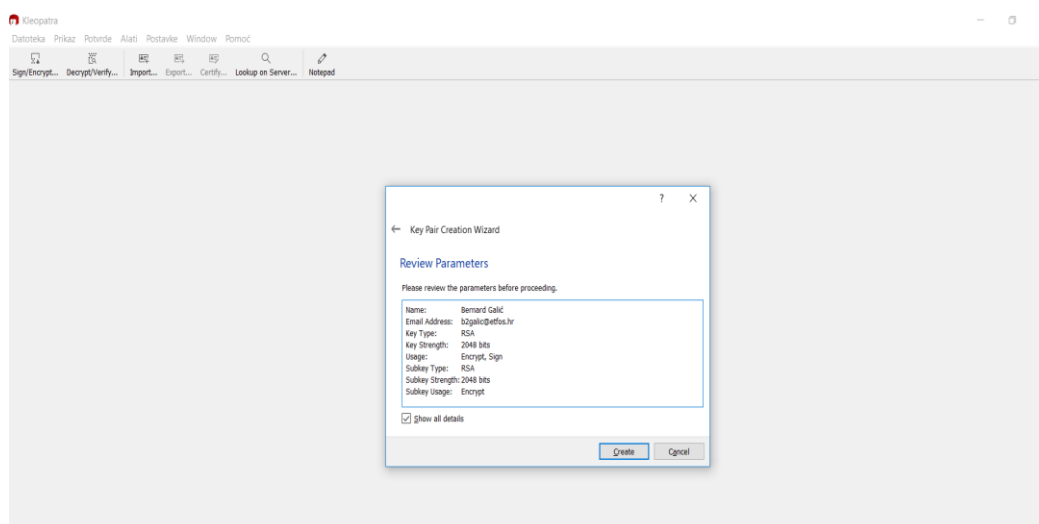 Kleopatra
Datoteka Prikaz Potvrde Alati Postavke Window Pomoć
Sign/Encrypt... Decrypt/Verify... Import... Export... Certify... Lookup on Server... Notepad
?
Key Pair Creation Wizard
Review Parameters
Please review the parameters before proceeding.
Name: Bernard Galić
Email Address: b2galic@etfos.hr
Key Type: RSA
Key Strength: 2048 bits
Usage: Encrypt, Sign
Subkey Type: RSA
Subkey Strength: 2048 bits
Subkey Usage: Encrypt
Show all details
Create Cancel